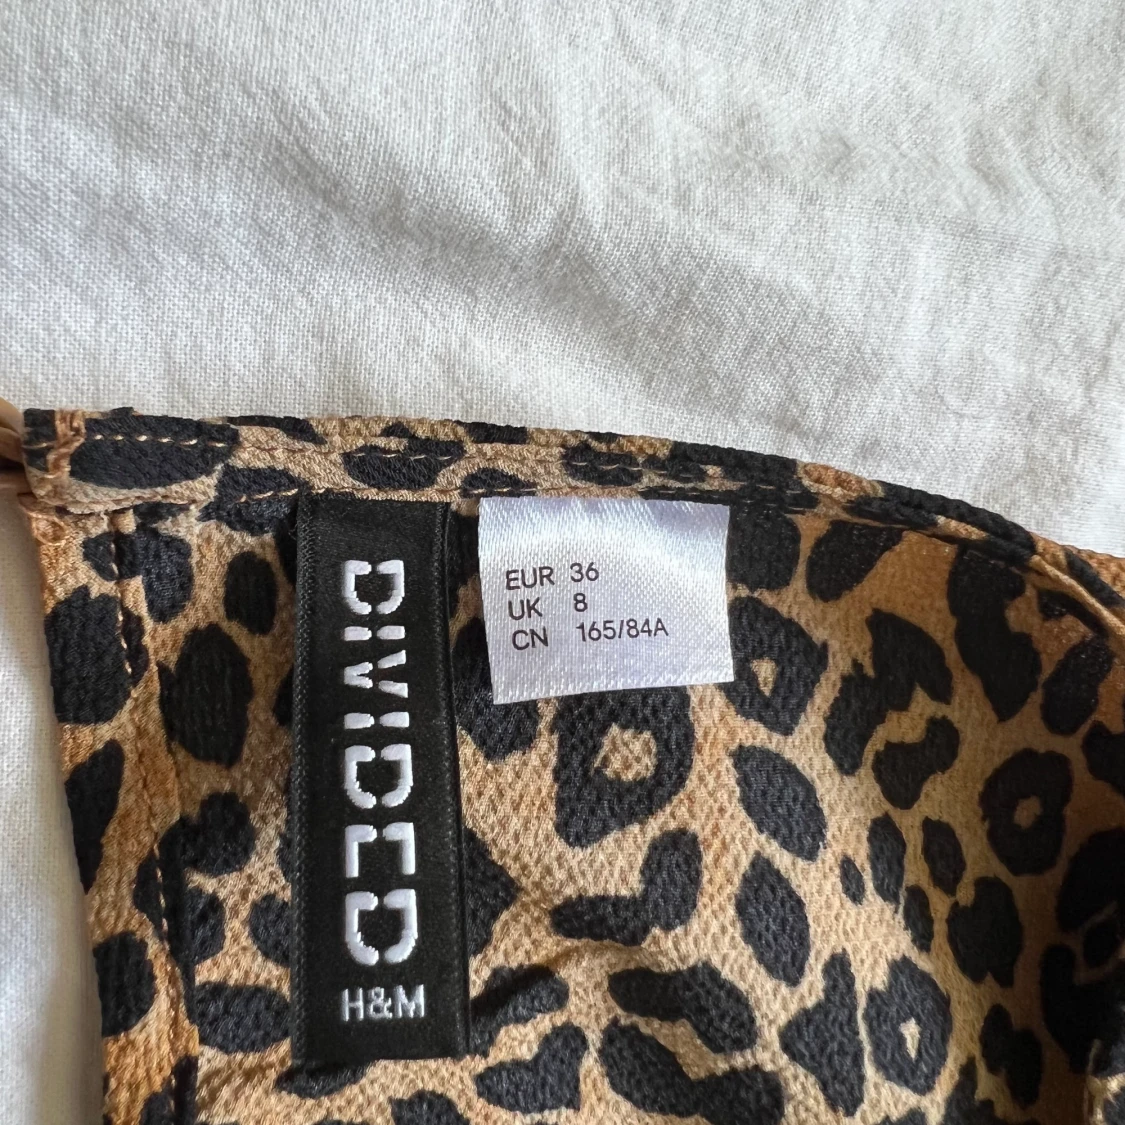 DIVIDED
H&M
EUR 36
UK 8
CN 165/84A